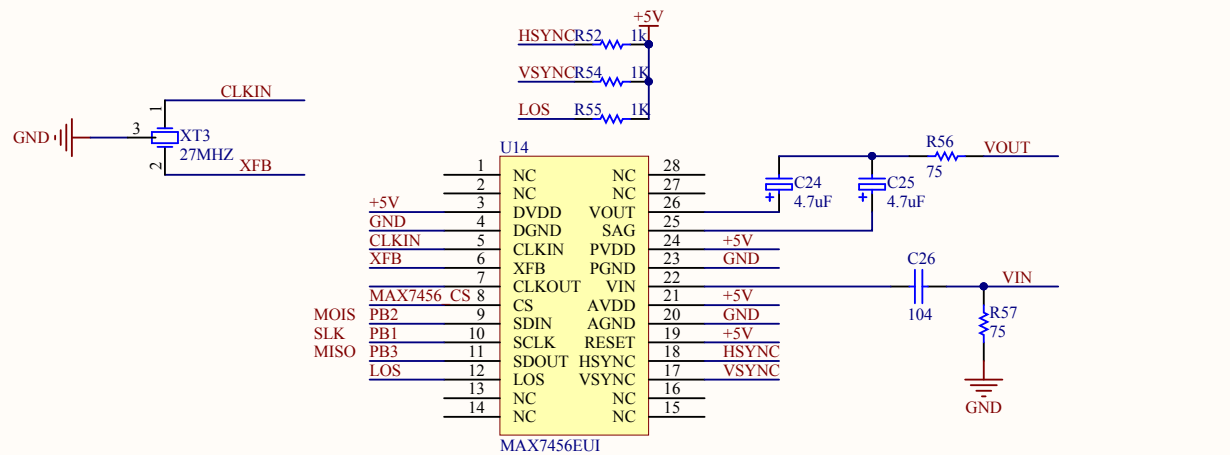 +5V
HSYNC R52 1k
VSYNC R54 1K
LOS R55 1K
CLKIN
1
GND 3 XT3
27MHZ
2
XFB
U14
1 NC NC 28
2 NC NC 27
+5V 3 DVDD VOUT 26
GND 4 DGND SAG 25
CLKIN 5 CLKIN PVDD 24 +5V
XFB 6 XFB PGND 23 GND
7 CLKOUT VIN 22
MAX7456_CS 8 CS AVDD 21 +5V
MOIS PB2 9 SDIN AGND 20 GND
SLK PB1 10 SCLK RESET 19 +5V
MISO PB3 11 SDOUT HSYNC 18 HSYNC
LOS 12 LOS VSYNC 17 VSYNC
13 NC NC 16
14 NC NC 15
MAX7456EUI
R56 VOUT
75
C24
+ 4.7uF
C25
+ 4.7uF
C26
104
VIN
R57
75
GND